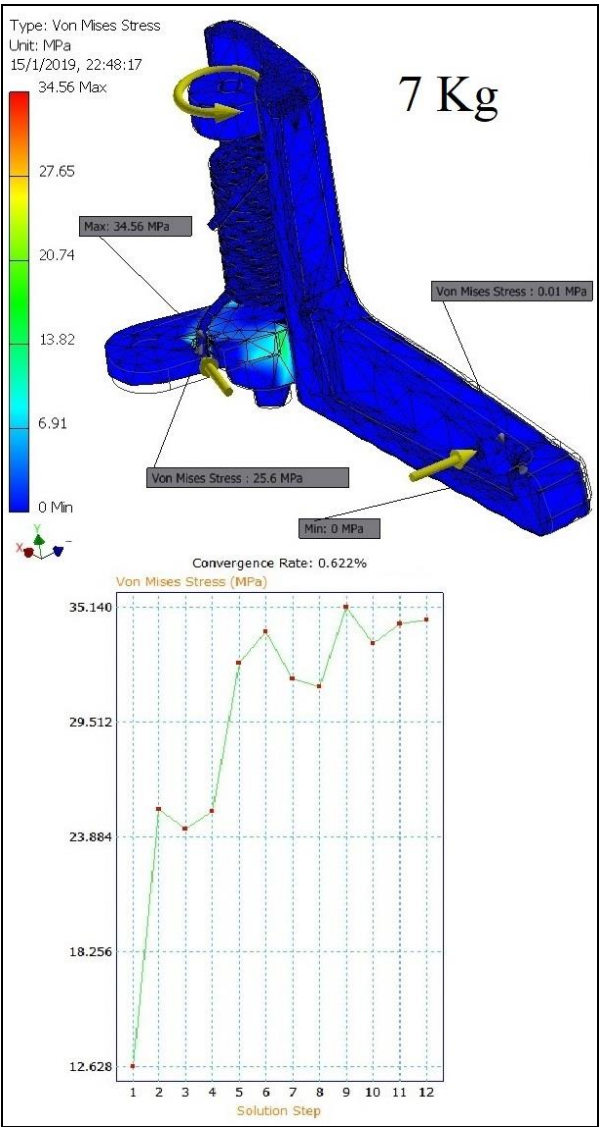 Type: Von Mises Stress
Unit: MPa
15/1/2019, 22:48:17
34.56 Max
7 Kg
27.65
Max: 34.56 MPa
20.74
Von Mises Stress : 0.01 MPa
13.82
6.91
Von Mises Stress : 25.6 MPa
0 Min
Min: 0 MPa
Y
X
Convergence Rate: 0.622%
Von Mises Stress (MPa)
35.140
29.512
23.884
18.256
12.628
1 2 3 4 5 6 7 8 9 10 11 12
Solution Step